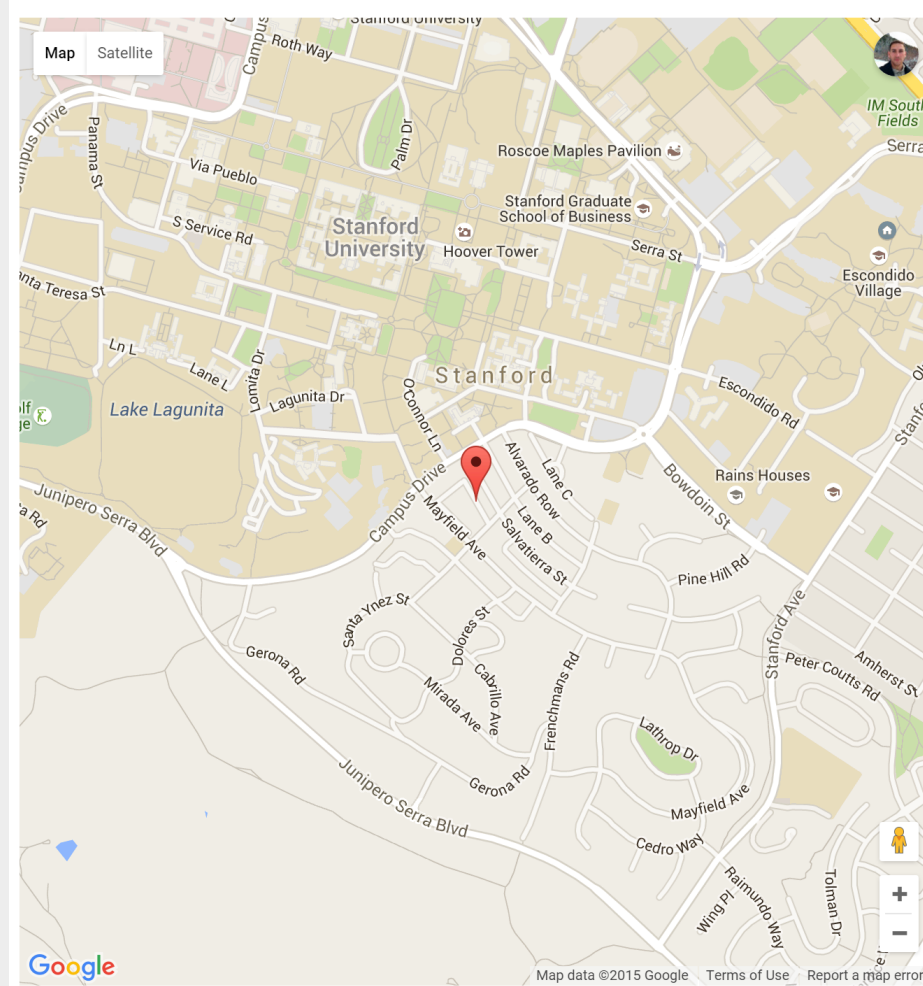 Stanford University
Map Satellite
Roth Way
Campus
IM South
Fields
Campus Drive
Panama St
Palm Dr
Roscoe Maples Pavilion
Serra
Via Pueblo
Stanford Graduate
School of Business
S Service Rd
Stanford
University
Hoover Tower
Serra St
Escondido
Village
anta Teresa St
Ln L
Lane L
Lomita Dr
Lagunita Dr
O'Connor Ln
Stanford
Escondido Rd
Lake Lagunita
Stanfo
Alvarado Row
Lane C
Rains Houses
Bowdoin St
Junipero Serra Blvd
a Rd
Campus Drive
Mayfield Ave
Lane B
Salvatierra St
Pine Hill Rd
Santa Ynez St
Dolores St
Stanford Ave
Gerona Rd
Mirada Ave
Cabrillo Ave
Frenchmans Rd
Peter Coutts Rd
Amherst St
Lathrop Dr
Gerona Rd
Junipero Serra Blvd
Mayfield Ave
Cedro Way
Wing Pl
Raimundo Way
Tolman Dr
Google
Map data ©2015 Google Terms of Use Report a map error